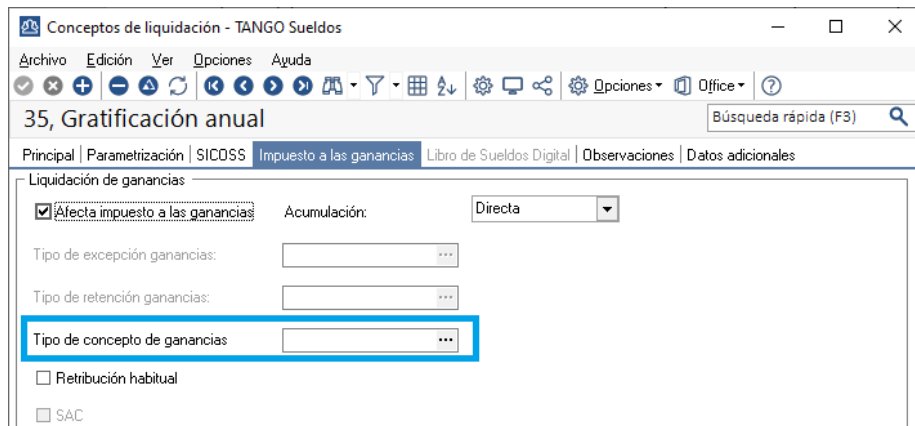 Conceptos de liquidación - TANGO Sueldos
Archivo Edición Ver Opciones Ayuda
Opciones Office
35, Gratificación anual Búsqueda rápida (F3)
Principal | Parametrización | SICOSS | Impuesto a las ganancias | Libro de Sueldos Digital | Observaciones | Datos adicionales
Liquidación de ganancias
Afecta impuesto a las ganancias Acumulación: Directa
Tipo de excepción ganancias: ...
Tipo de retención ganancias: ...
Tipo de concepto de ganancias ...
Retribución habitual
SAC